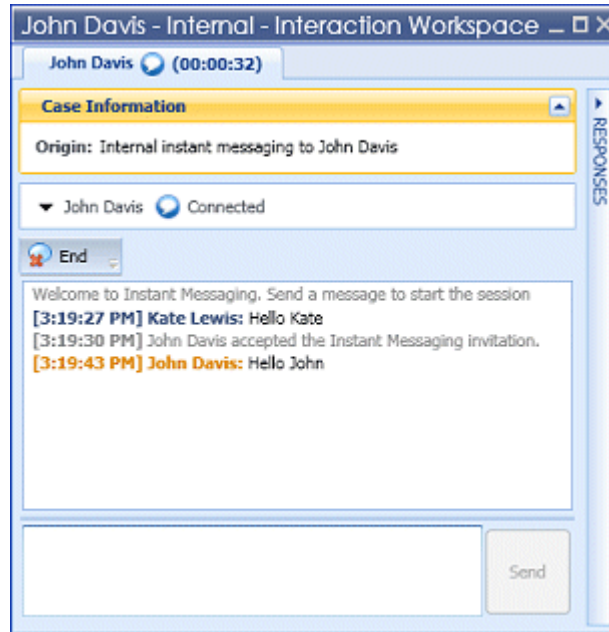 John Davis - Internal - Interaction Workspace
John Davis (00:00:32)
Case Information
Origin: Internal instant messaging to John Davis
John Davis Connected
End
Welcome to Instant Messaging. Send a message to start the session
[3:19:27 PM] Kate Lewis: Hello Kate
[3:19:30 PM] John Davis accepted the Instant Messaging invitation.
[3:19:43 PM] John Davis: Hello John
Send
RESPONSES